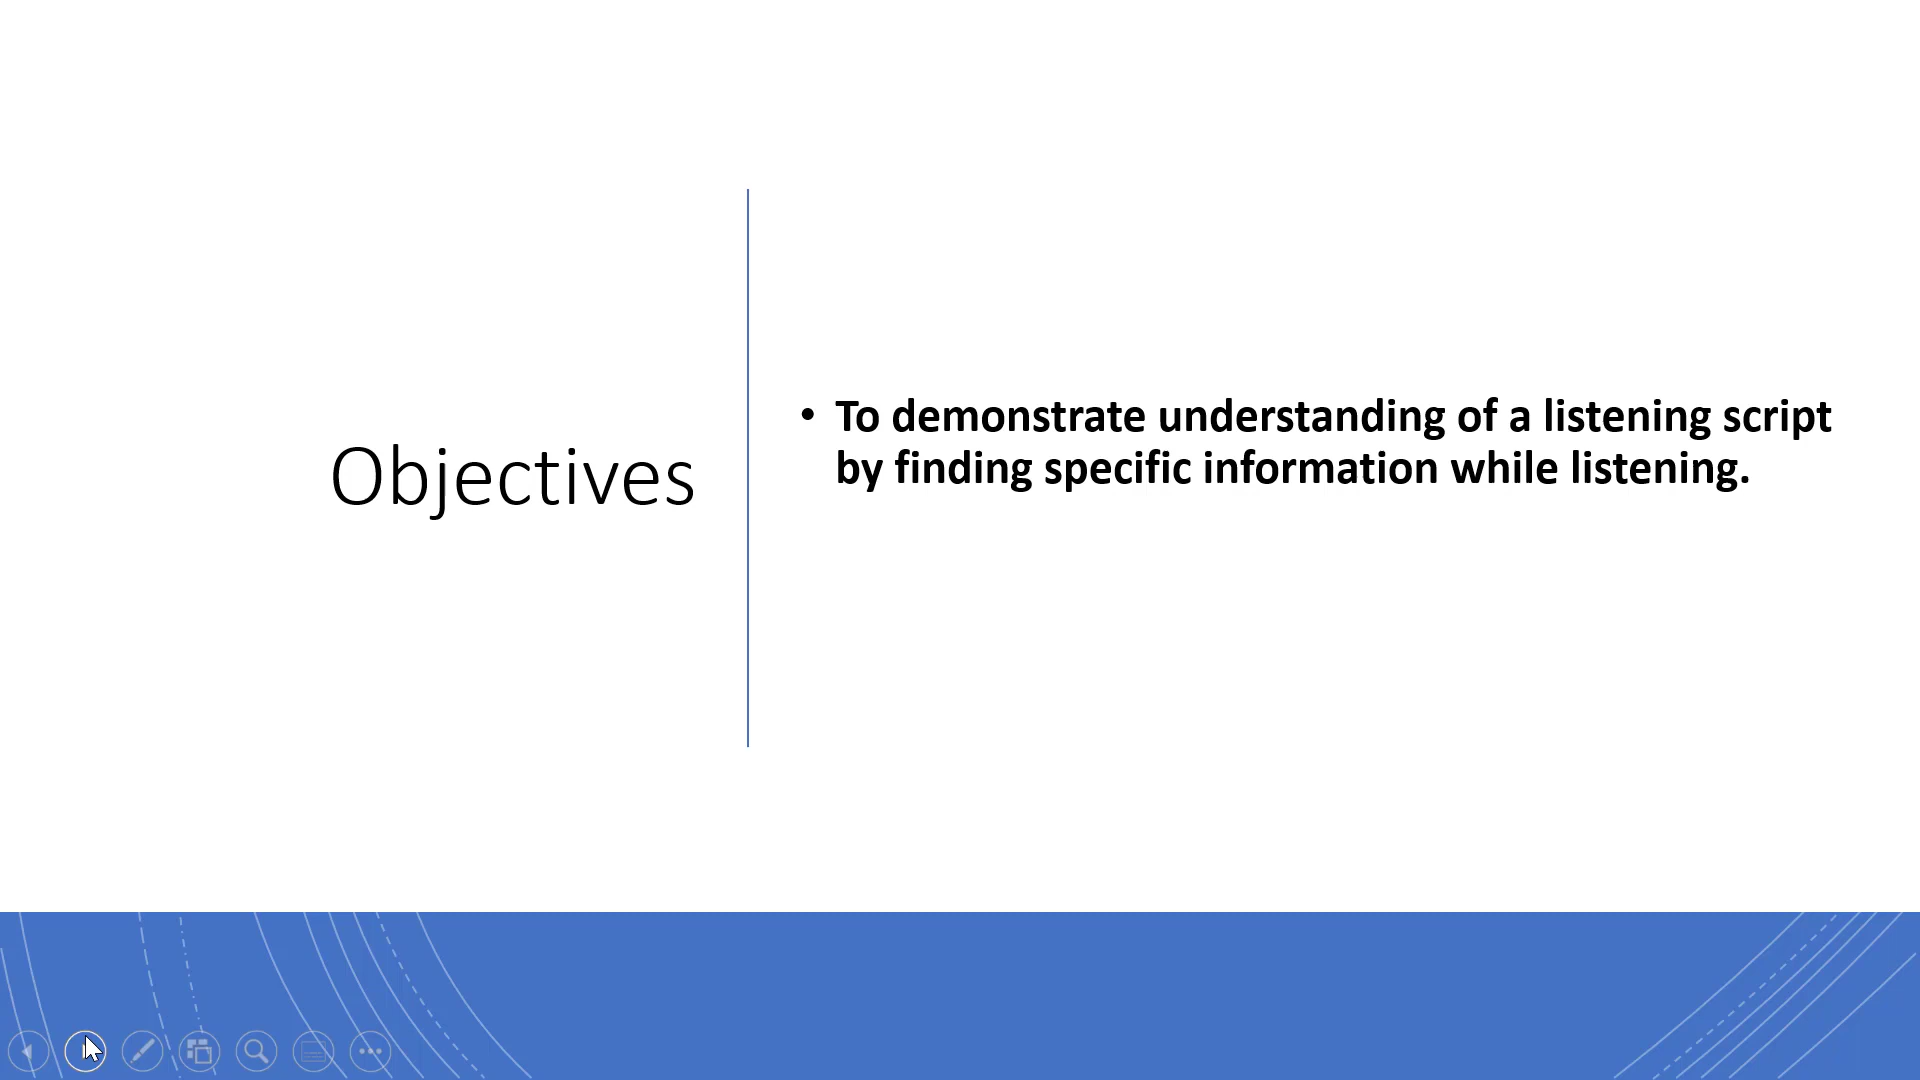 Objectives
• To demonstrate understanding of a listening script
by finding specific information while listening.